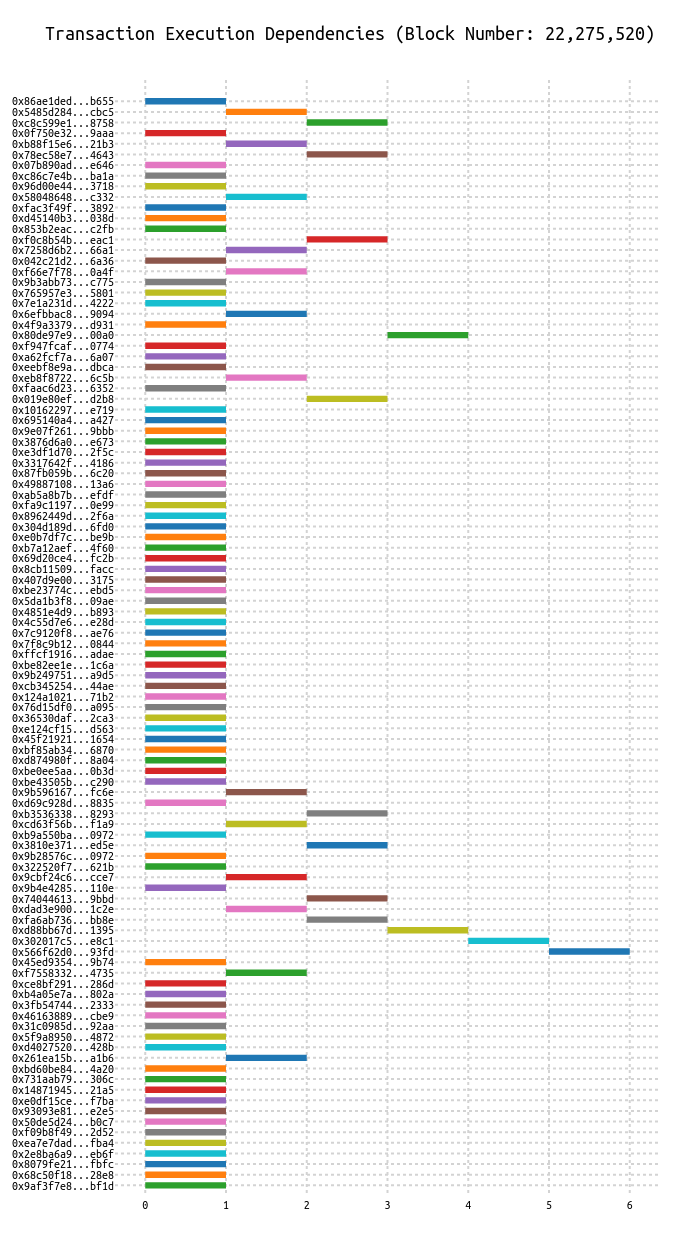 Transaction Execution Dependencies (Block Number: 22,275,520)
0x86ae1ded...b655
0x5485d284...cbc5
0xc8c599e1...8758
0x0f750e32...9aaa
0xb88f15e6...21b3
0x78ec58e7...4643
0x07b890ad...e646
0xc86c7e4b...ba1a
0x96d00e44...3718
0x58048648...c332
0xfac3f49f...3892
0xd45140b3...038d
0x853b2eac...c2fb
0xf0c8b54b...eac1
0x7258d6b2...66a1
0x042c21d2...6a36
0xf66e7f78...0a4f
0x9b3abb73...c775
0x765957e3...5801
0x7e1a231d...4222
0x6efbbac8...9094
0x4f9a3379...d931
0x80de97e9...00a0
0xf947fcaf...0774
0xa62fcf7a...6a07
0xeebf8e9a...dbca
0xeb8f8722...6c5b
0xfaac6d23...6352
0x019e80ef...d2b8
0x10162297...e719
0x695140a4...a427
0x9e07f261...9bbb
0x3876d6a0...e673
0xe3df1d70...2f5c
0x3317642f...4186
0x87fb059b...6c20
0x49887108...13a6
0xab5a8b7b...efdf
0xfa9c1197...0e99
0x8962449d...2f6a
0x304d189d...6fd0
0xe0b7df7c...be9b
0xb7a12aef...4f60
0x69d20ce4...fc2b
0x8cb11509...facc
0x407d9e00...3175
0xbe23774c...ebd5
0x5da1b3f8...09ae
0x4851e4d9...b893
0x4c55d7e6...e28d
0x7c9120f8...ae76
0x7f8c9b12...0844
0xffcf1916...adae
0xbe82ee1e...1c6a
0x9b249751...a9d5
0xcb345254...44ae
0x124a1021...71b2
0x76d15df0...a095
0x36530daf...2ca3
0xe124cf15...d563
0x45f21921...1654
0xbf85ab34...6870
0xd874980f...8a04
0xbe0ee5aa...0b3d
0xbe43505b...c290
0x9b596167...fc6e
0xd69c928d...8835
0xb3536338...8293
0xcd63f56b...f1a9
0xb9a550ba...0972
0x3810e371...ed5e
0x9b28576c...0972
0x322520f7...621b
0x9cbf24c6...cce7
0x9b4e4285...110e
0x74044613...9bbd
0xdad3e900...1c2e
0xfa6ab736...bb8e
0xd88bb67d...1395
0x302017c5...e8c1
0x566f62d0...93fd
0x45ed9354...9b74
0xf7558332...4735
0xce8bf291...286d
0xb4a05e7a...802a
0x3fb54744...2333
0x46163889...cbe9
0x31c0985d...92aa
0x5f9a8950...4872
0xd4027520...428b
0x261ea15b...a1b6
0xbd60be84...4a20
0x731aab79...306c
0x14871945...21a5
0xe0df15ce...f7ba
0x93093e81...e2e5
0x50de5d24...b0c7
0xf09b8f49...2d52
0xea7e7dad...fba4
0x2e8ba6a9...eb6f
0x8079fe21...fbfc
0x68c50f18...28e8
0x9af3f7e8...bf1d
0 1 2 3 4 5 6